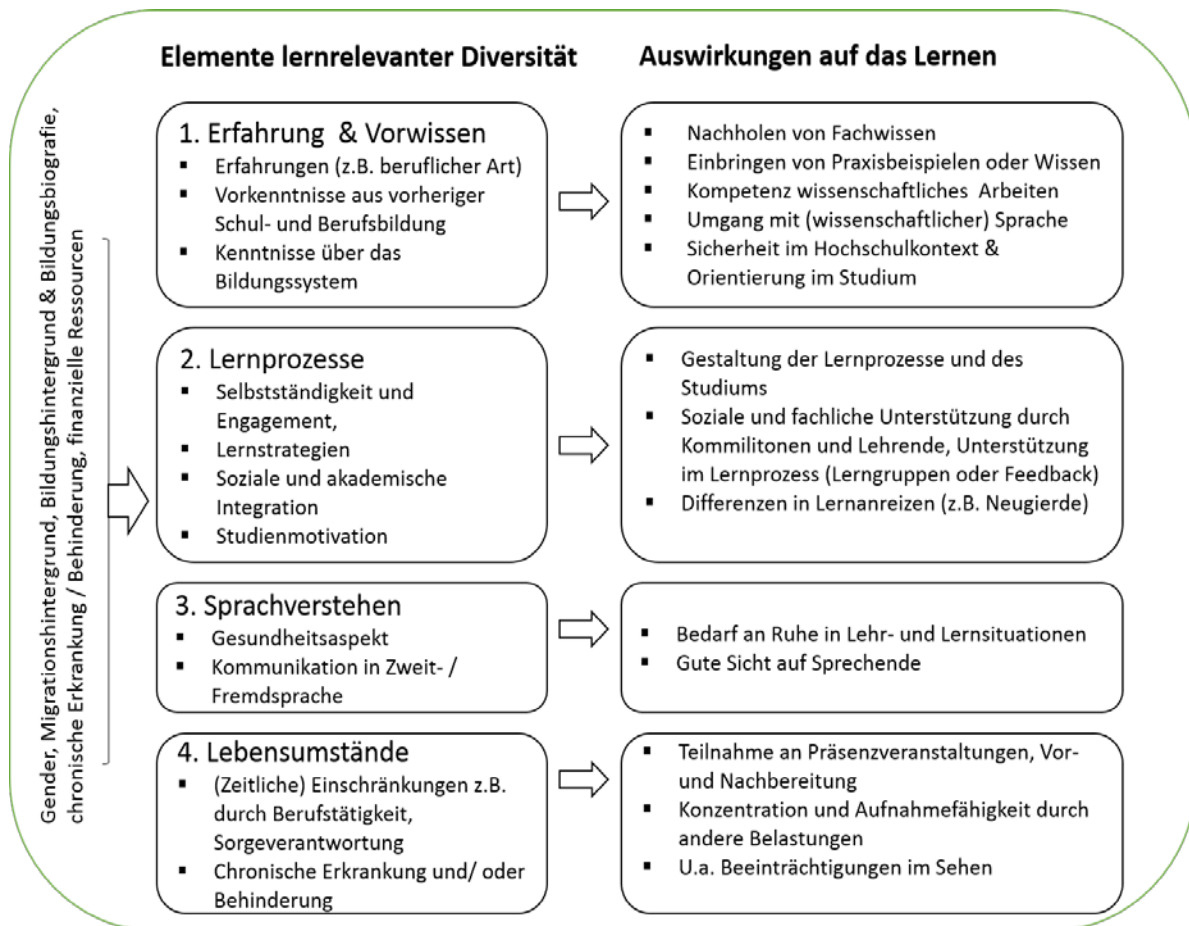 Elemente lernrelevanter Diversität
Auswirkungen auf das Lernen
Gender, Migrationshintergrund, Bildungshintergrund & Bildungsbiografie,
chronische Erkrankung / Behinderung, finanzielle Ressourcen
1. Erfahrung & Vorwissen
▪ Erfahrungen (z.B. beruflicher Art)
▪ Vorkenntnisse aus vorheriger
Schul- und Berufsbildung
▪ Kenntnisse über das
Bildungssystem
▪ Nachholen von Fachwissen
▪ Einbringen von Praxisbeispielen oder Wissen
▪ Kompetenz wissenschaftliches Arbeiten
▪ Umgang mit (wissenschaftlicher) Sprache
▪ Sicherheit im Hochschulkontext &
Orientierung im Studium
2. Lernprozesse
▪ Selbstständigkeit und
Engagement,
▪ Lernstrategien
▪ Soziale und akademische
Integration
▪ Studienmotivation
▪ Gestaltung der Lernprozesse und des
Studiums
▪ Soziale und fachliche Unterstützung durch
Kommilitonen und Lehrende, Unterstützung
im Lernprozess (Lerngruppen oder Feedback)
▪ Differenzen in Lernanreizen (z.B. Neugierde)
3. Sprachverstehen
▪ Gesundheitsaspekt
▪ Kommunikation in Zweit- /
Fremdsprache
▪ Bedarf an Ruhe in Lehr- und Lernsituationen
▪ Gute Sicht auf Sprechende
4. Lebensumstände
▪ (Zeitliche) Einschränkungen z.B.
durch Berufstätigkeit,
Sorgeverantwortung
▪ Chronische Erkrankung und/ oder
Behinderung
▪ Teilnahme an Präsenzveranstaltungen, Vor-
und Nachbereitung
▪ Konzentration und Aufnahmefähigkeit durch
andere Belastungen
▪ U.a. Beeinträchtigungen im Sehen